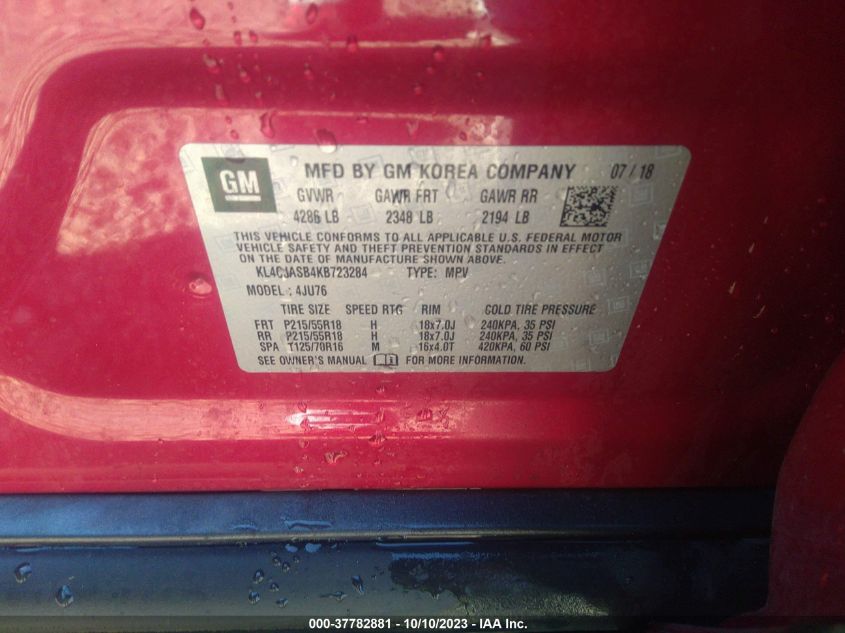 GM
MFD BY GM KOREA COMPANY 07 / 18
GVWR GAWR FRT GAWR RR
4286 LB 2348 LB 2194 LB
THIS VEHICLE CONFORMS TO ALL APPLICABLE U.S. FEDERAL MOTOR
VEHICLE SAFETY AND THEFT PREVENTION STANDARDS IN EFFECT
ON THE DATE OF MANUFACTURE SHOWN ABOVE.
KL4CJASB4KB723284 TYPE: MPV
MODEL : 4JU76
TIRE SIZE SPEED RTG RIM COLD TIRE PRESSURE
FRT P215/55R18 H 18x7.0J 240KPA, 35 PSI
RR P215/55R18 H 18x7.0J 240KPA, 35 PSI
SPA T125/70R16 M 16x4.0T 420KPA, 60 PSI
SEE OWNER'S MANUAL FOR MORE INFORMATION.
000-37782881 - 10/10/2023 - IAA Inc.